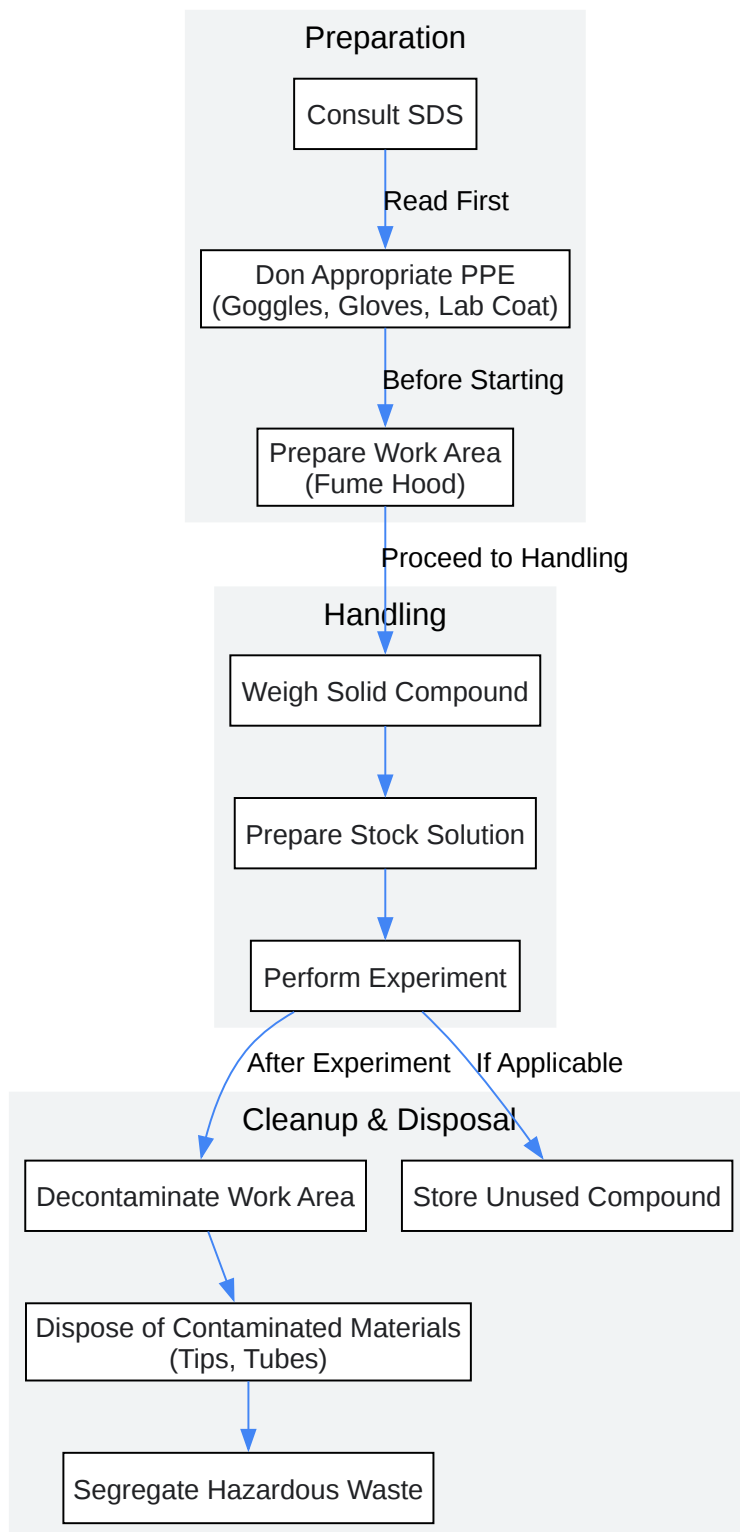 Preparation
Consult SDS
Read First
Don Appropriate PPE
(Goggles, Gloves, Lab Coat)
Before Starting
Prepare Work Area
(Fume Hood)
Proceed to Handling
Handling
Weigh Solid Compound
Prepare Stock Solution
Perform Experiment
After Experiment
If Applicable
Cleanup & Disposal
Decontaminate Work Area
Store Unused Compound
Dispose of Contaminated Materials
(Tips, Tubes)
Segregate Hazardous Waste